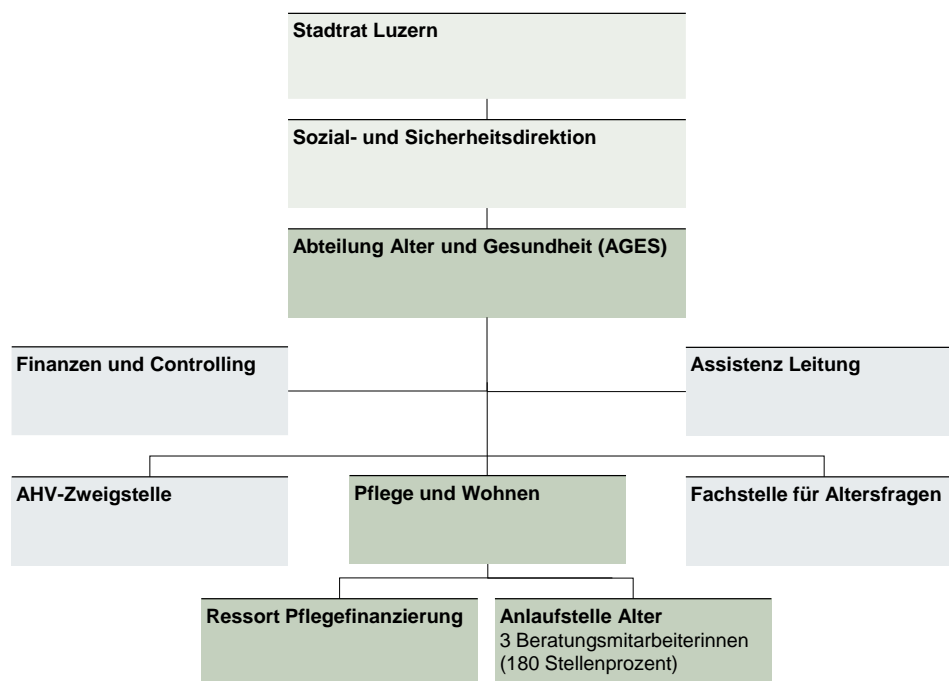 Stadtrat Luzern
Sozial- und Sicherheitsdirektion
Abteilung Alter und Gesundheit (AGES)
Finanzen und Controlling
Assistenz Leitung
AHV-Zweigstelle
Pflege und Wohnen
Fachstelle für Altersfragen
Ressort Pflegefinanzierung
Anlaufstelle Alter
3 Beratungsmitarbeiterinnen
(180 Stellenprozent)